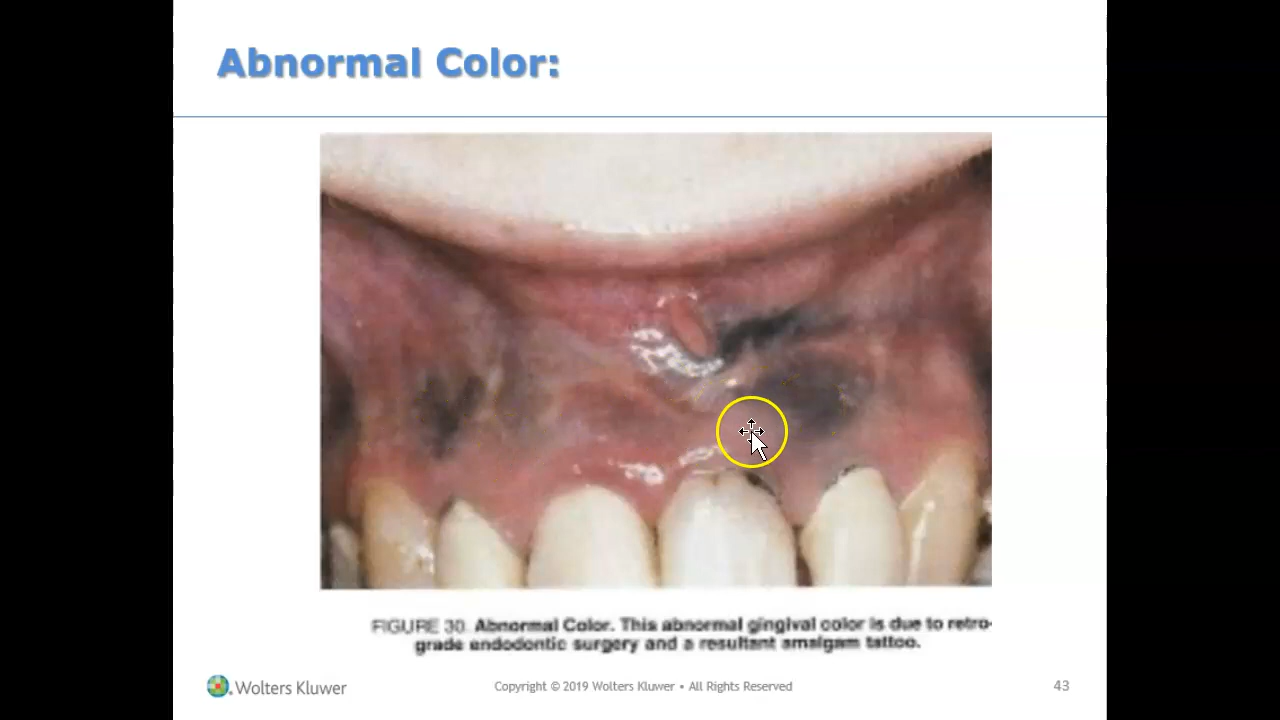 Abnormal Color:
FIGURE 30. Abnormal Color. This abnormal gingival color is due to retro-
grade endodontic surgery and a resultant amalgam tattoo.
Wolters Kluwer
Copyright © 2019 Wolters Kluwer • All Rights Reserved
43